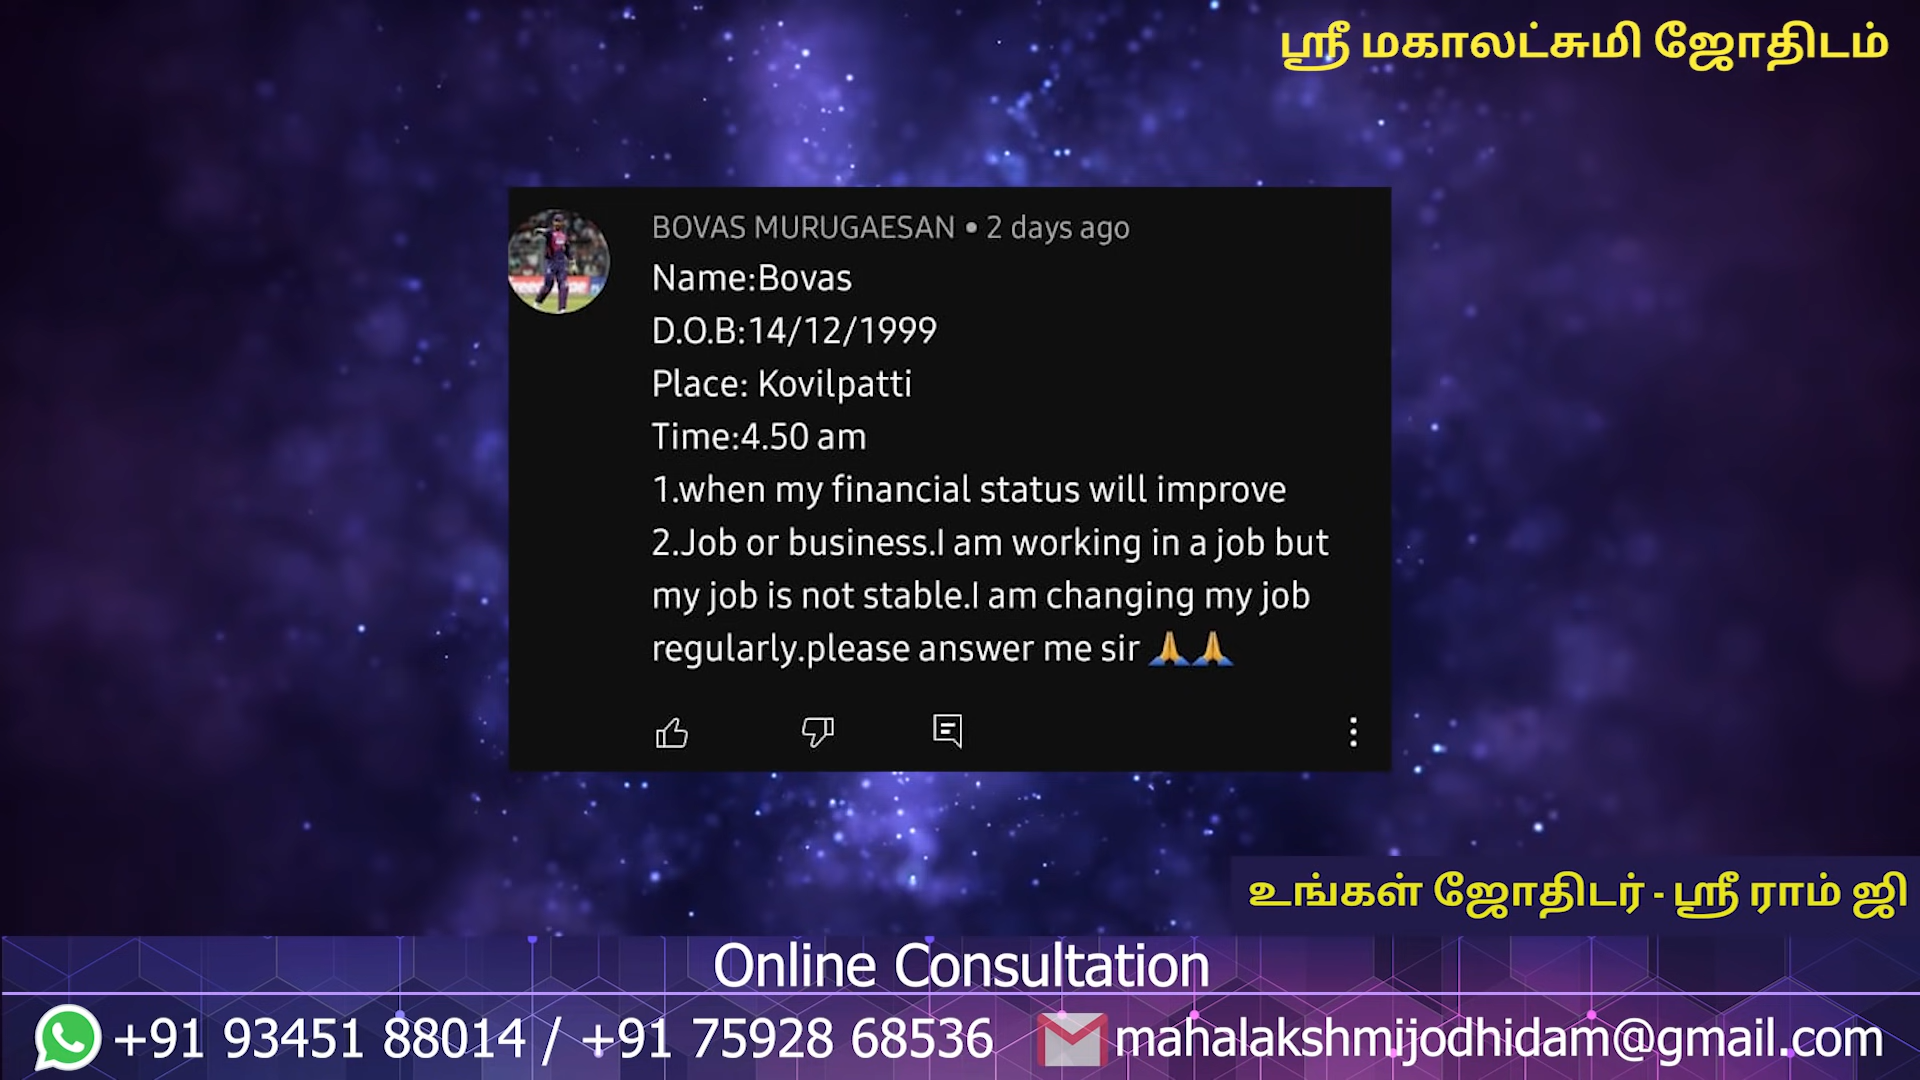 ஸ்ரீ மகாலட்சுமி ஜோதிடம்
BOVAS MURUGAESAN • 2 days ago
Name:Bovas
D.O.B:14/12/1999
Place: Kovilpatti
Time:4.50 am
1.when my financial status will improve
2.Job or business.I am working in a job but
my job is not stable.I am changing my job
regularly.please answer me sir 🙏🙏
உங்கள் ஜோதிடர் - ஸ்ரீ ராம் ஜி
Online Consultation
+91 93451 88014 / +91 75928 68536 mahalakshmijodhidam@gmail.com